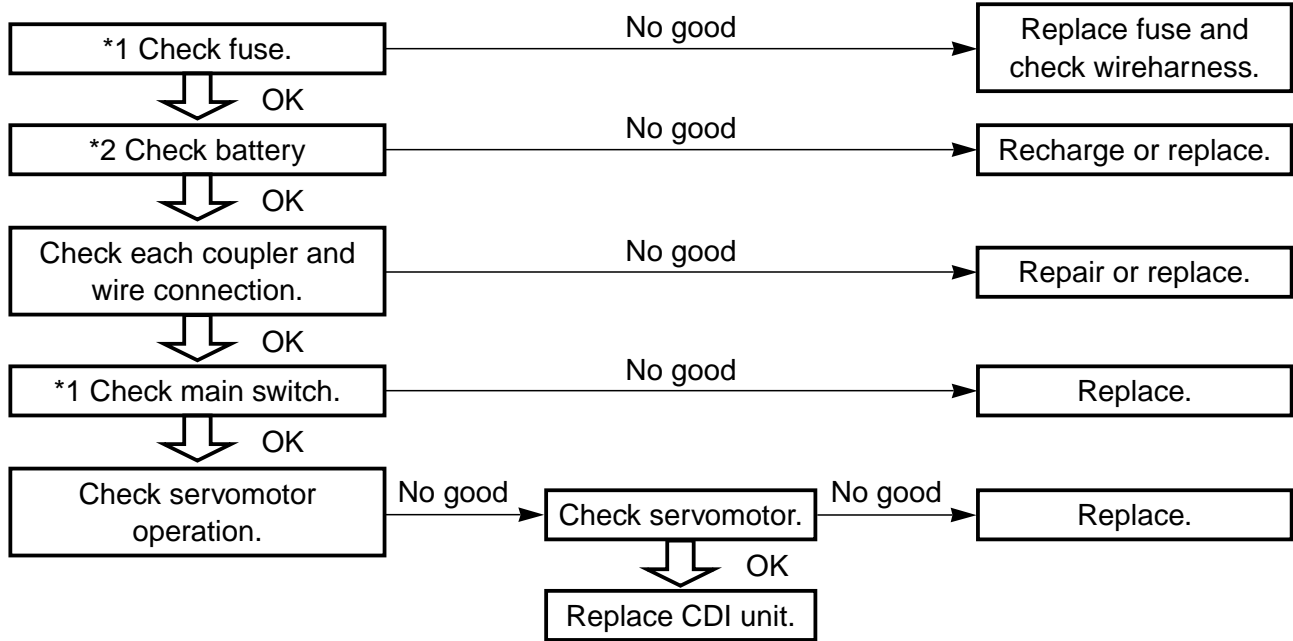 *1 Check fuse.
No good
Replace fuse and
check wireharness.
OK
*2 Check battery
No good
Recharge or replace.
OK
Check each coupler and
wire connection.
No good
Repair or replace.
OK
*1 Check main switch.
No good
Replace.
OK
Check servomotor
operation.
No good
Check servomotor.
No good
Replace.
OK
Replace CDI unit.